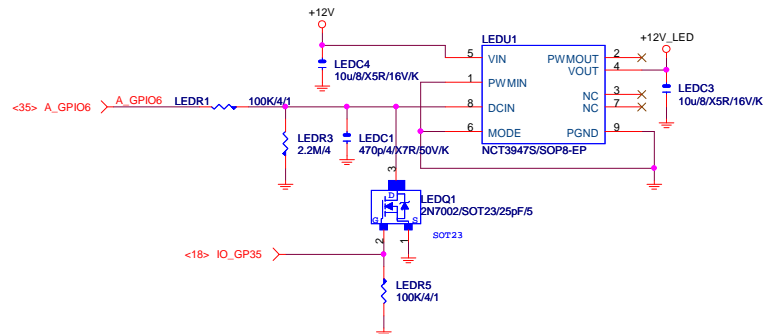 +12V
LEDU1
+12V_LED
LEDC4
10u/8/X5R/16V/K
5
VIN
PWMOUT
2
VOUT
4
1
PWMIN
LEDC3
10u/8/X5R/16V/K
<35> A_GPIO6
A_GPIO6
LEDR1
100K/4/1
8
DCIN
NC
3
NC
7
LEDR3
2.2M/4
LEDC1
470p/4/X7R/50V/K
6
MODE
PGND
9
NCT3947S/SOP8-EP
3
D
G
S
LEDQ1
2N7002/SOT23/25pF/5
SOT23
2
1
<18> IO_GP35
LEDR5
100K/4/1